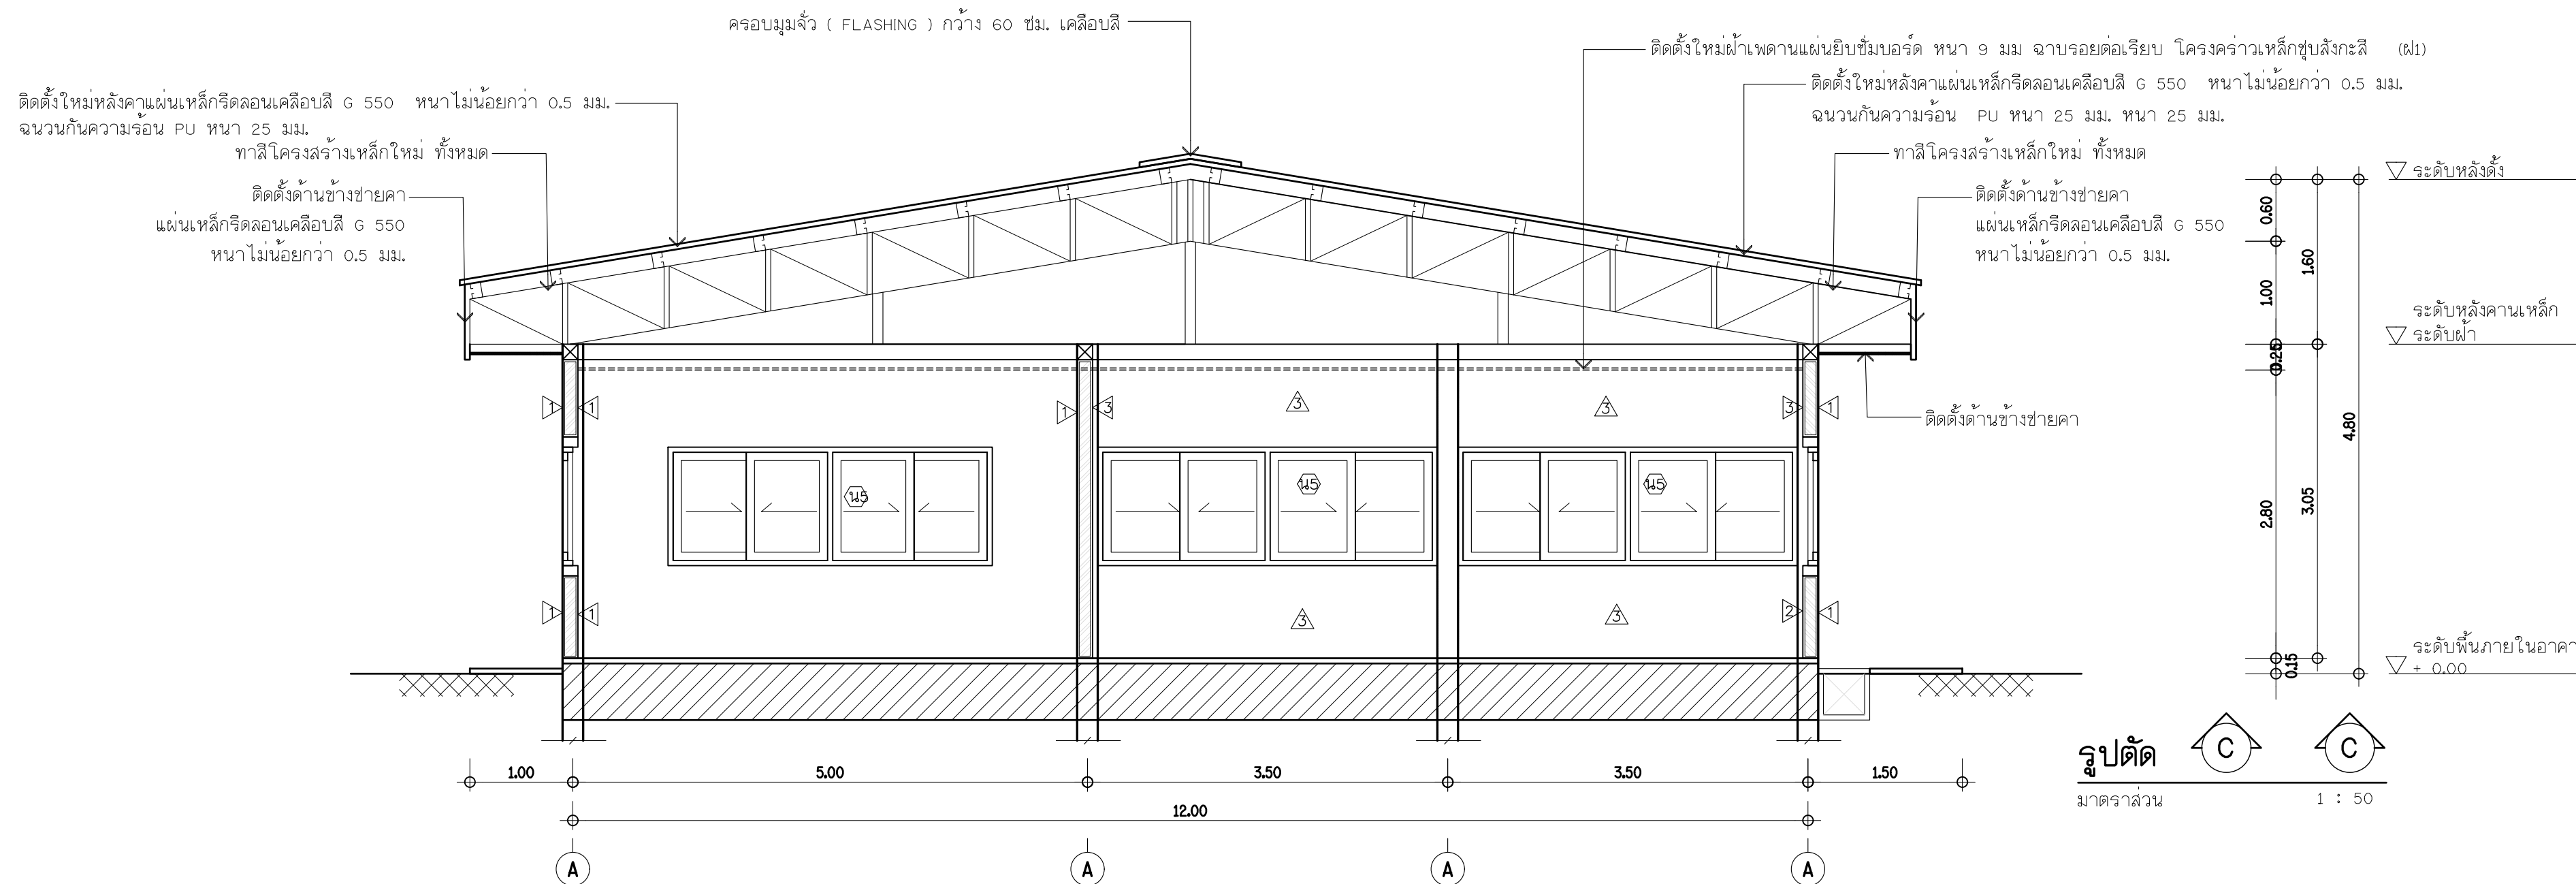 ครอบมุมจั่ว ( FLASHING ) กว้าง 60 ซม. เคลือบสี
ติดตั้งใหม่ฝ้าเพดานแผ่นยิบซั่มบอร์ด หนา 9 มม ฉาบรอยต่อเรียบ โครงคร่าวเหล็กชุบสังกะสี (ฝ1)
ติดตั้งใหม่หลังคาแผ่นเหล็กรีดลอนเคลือบสี G 550 หนาไม่น้อยกว่า 0.5 มม.
ฉนวนกันความร้อน PU หนา 25 มม.
ทาสีโครงสร้างเหล็กใหม่ ทั้งหมด
ติดตั้งด้านข้างชายคา
แผ่นเหล็กรีดลอนเคลือบสี G 550
หนาไม่น้อยกว่า 0.5 มม.
ติดตั้งใหม่หลังคาแผ่นเหล็กรีดลอนเคลือบสี G 550 หนาไม่น้อยกว่า 0.5 มม.
ฉนวนกันความร้อน PU หนา 25 มม. หนา 25 มม.
ทาสีโครงสร้างเหล็กใหม่ ทั้งหมด
ติดตั้งด้านข้างชายคา
แผ่นเหล็กรีดลอนเคลือบสี G 550
หนาไม่น้อยกว่า 0.5 มม.
ติดตั้งด้านข้างชายคา
1 1 1 3 3 3 3 1
น5 น5 น5
1 1 3 3 2 1
0.60
1.00
1.60
0.25
4.80
2.80
3.05
0.15
ระดับหลังดั้ง
ระดับหลังคานเหล็ก
ระดับฝ้า
ระดับพื้นภายในอาคา
+ 0.00
1.00 5.00 3.50 3.50 1.50
12.00
A A A A
รูปตัด C C
มาตราส่วน 1 : 50